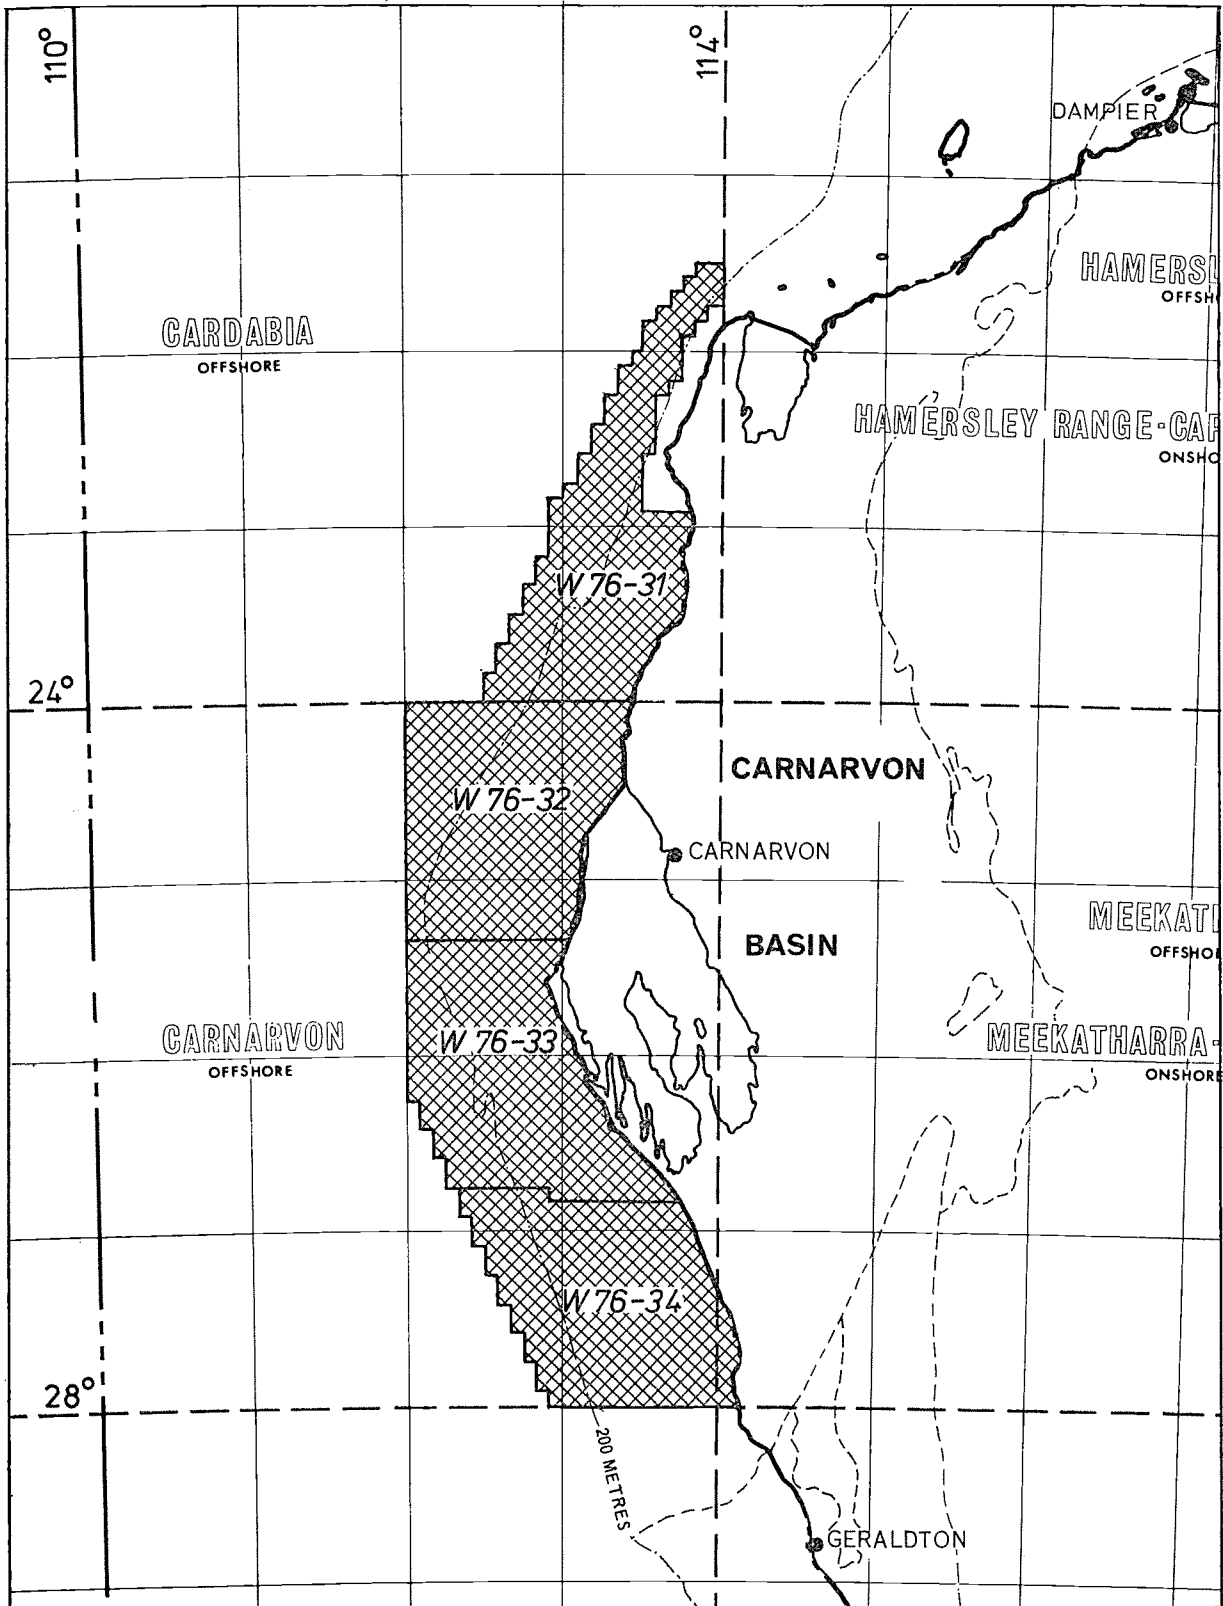 110°
114°
DAMPIER
HAMERSL
OFFSHO
CARDABIA
OFFSHORE
HAMERSLEY RANGE-CAP
ONSHO
W 76-31
24°
CARNARVON
W 76-32
CARNARVON
MEEKAT
BASIN
OFFSHOR
CARNARVON
W 76-33
MEEKATHARRA-
OFFSHORE
ONSHORE
W 76-34
28°
200 METRES
GERALDTON